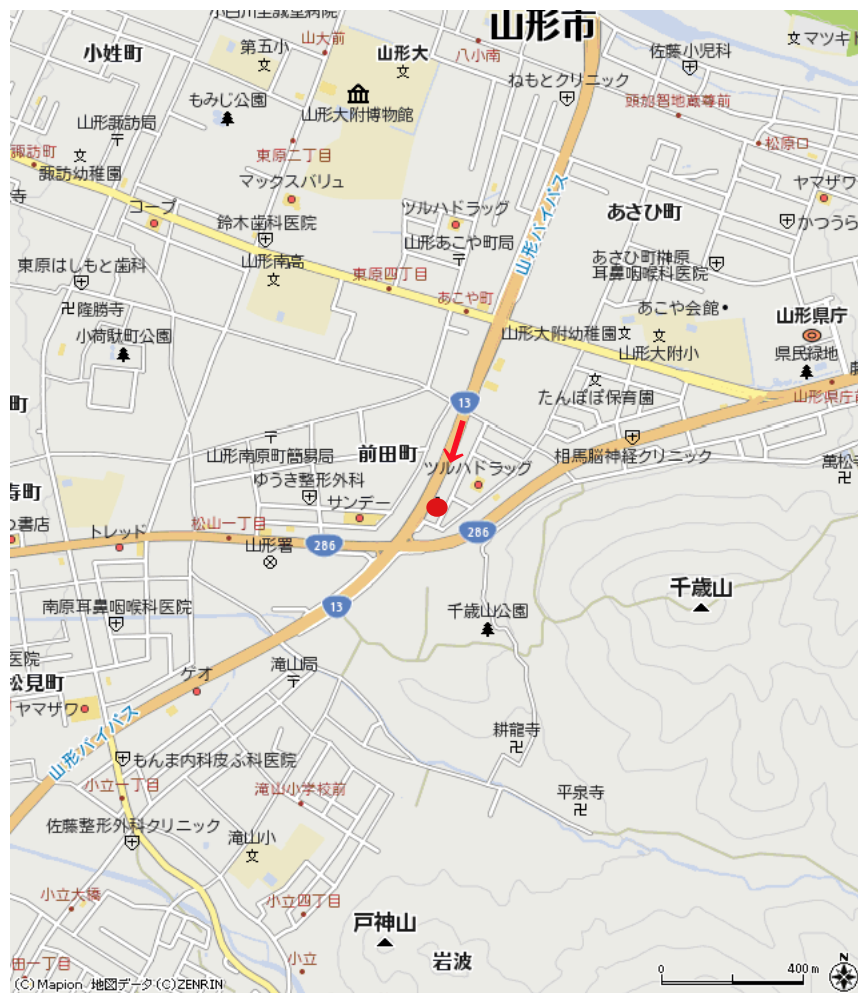 山形市
小白川至誠堂病院
山大前
第五小
小姓町
山形大
八小南
佐藤小児科
マツキ
ねもとクリニック
もみじ公園
山形大附博物館
頭加智地蔵尊前
山形諏訪局
東原二丁目
松原口
諏訪町
諏訪幼稚園
マックスバリュ
ヤマザワ
山形バイパス
寺
コープ
鈴木歯科医院
ツルハドラッグ
あさひ町
かつうら
山形あこや町局
東原はしもと歯科
山形南高
東原四丁目
あさひ町榊原
耳鼻咽喉科医院
あこや町
隆勝寺
あこや会館
山形県庁
小荷駄町公園
山形大附幼稚園
山形大附小
県民緑地
たんぽぽ保育園
山形県庁前
町
13
山形南原町簡易局
前田町
相馬脳神経クリニック
ツルハドラッグ
萬松寺
ゆうき整形外科
寿町
サンデー
書店
トレッド
松山一丁目
286
286
山形署
千歳山
13
南原耳鼻咽喉科医院
千歳山公園
医院
滝山局
松見町
ゲオ
ヤマザワ
耕龍寺
山形バイパス
もんま内科皮ふ科医院
小立一丁目
滝山小学校前
平泉寺
佐藤整形外科クリニック
滝山小
小立大橋
小立四丁目
戸神山
岩波
小立
田一丁目
0
400 m
N
(C)Mapion 地図データ(C)ZENRIN